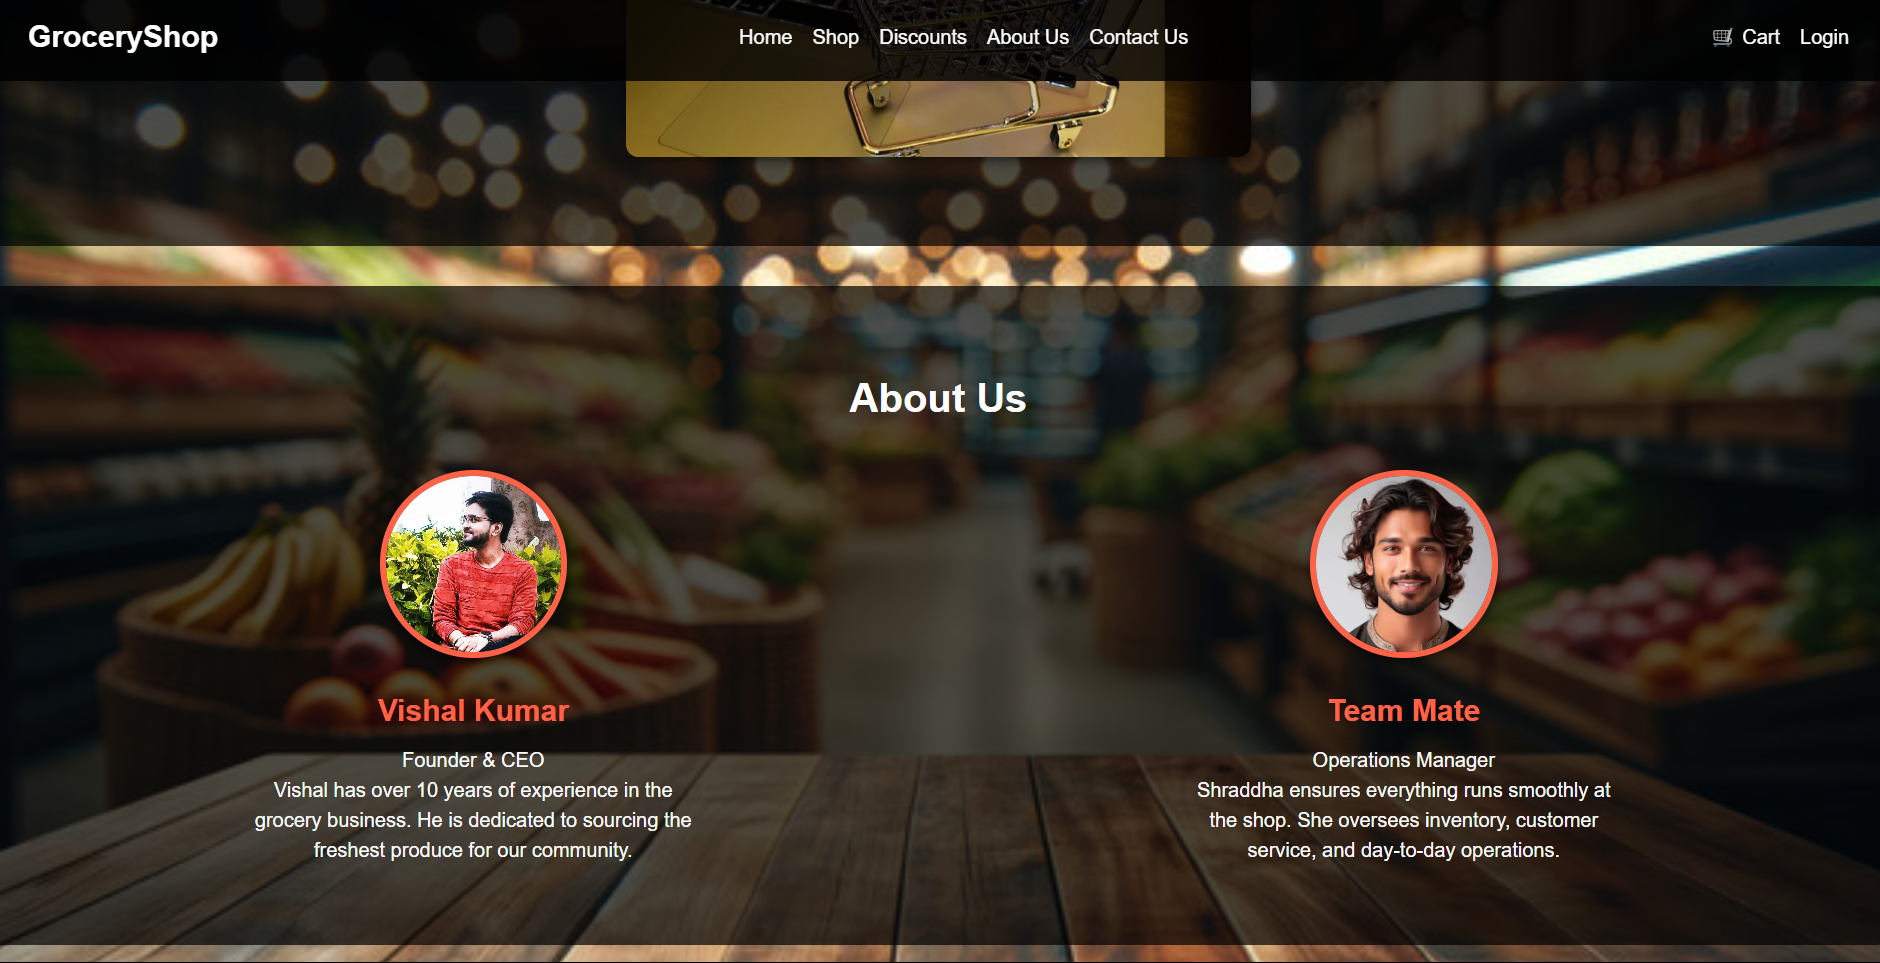 GroceryShop
Home Shop Discounts About Us Contact Us
Cart Login
About Us
Vishal Kumar
Founder & CEO
Vishal has over 10 years of experience in the
grocery business. He is dedicated to sourcing the
freshest produce for our community.
Team Mate
Operations Manager
Shraddha ensures everything runs smoothly at
the shop. She oversees inventory, customer
service, and day-to-day operations.